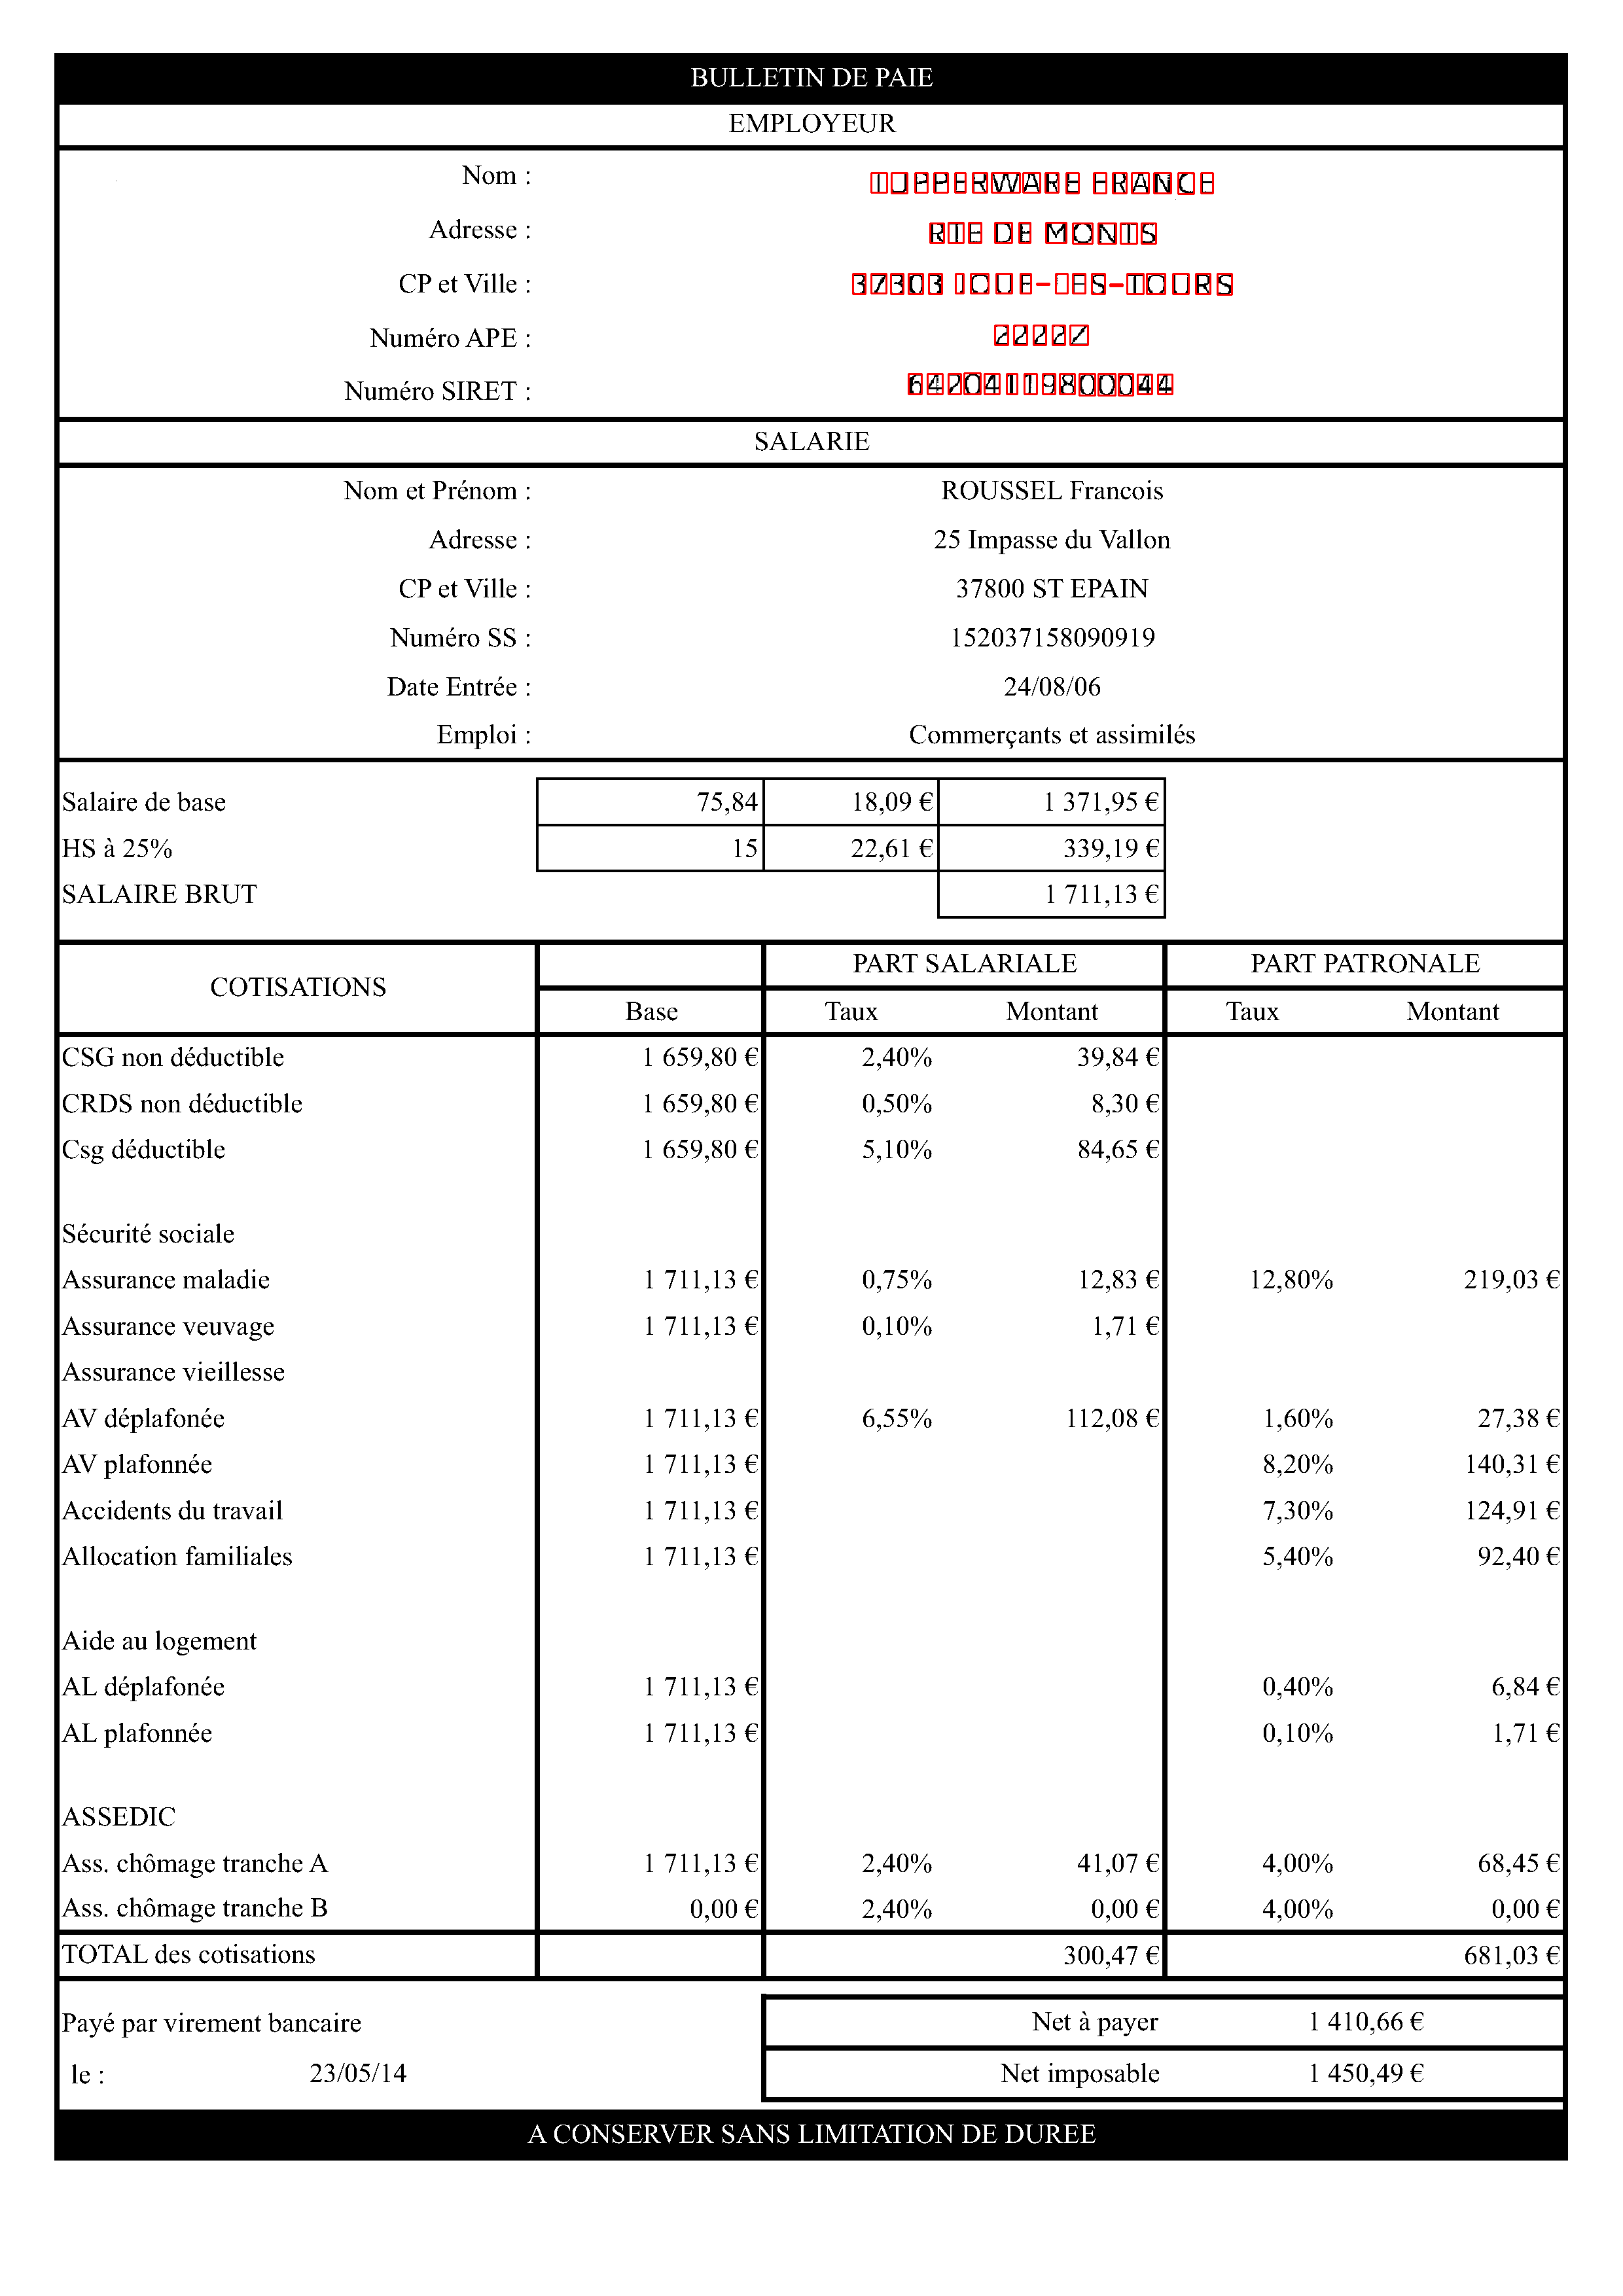 BULLETIN DE PAIE
EMPLOYEUR
Nom : TUPPERWARE FRANCE
Adresse : RTE DE MONTS
CP et Ville : 37303 JOUE-LES-TOURS
Numéro APE : 2222Z
Numéro SIRET : 64204119800044
SALARIE
Nom et Prénom : ROUSSEL Francois
Adresse : 25 Impasse du Vallon
CP et Ville : 37800 ST EPAIN
Numéro SS : 152037158090919
Date Entrée : 24/08/06
Emploi : Commerçants et assimilés
Salaire de base 75,84 18,09 € 1 371,95 €
HS à 25% 15 22,61 € 339,19 €
SALAIRE BRUT 1 711,13 €
COTISATIONS PART SALARIALE PART PATRONALE
Base Taux Montant Taux Montant
CSG non déductible 1 659,80 € 2,40% 39,84 €
CRDS non déductible 1 659,80 € 0,50% 8,30 €
Csg déductible 1 659,80 € 5,10% 84,65 €
Sécurité sociale
Assurance maladie 1 711,13 € 0,75% 12,83 € 12,80% 219,03 €
Assurance veuvage 1 711,13 € 0,10% 1,71 €
Assurance vieillesse
AV déplafonée 1 711,13 € 6,55% 112,08 € 1,60% 27,38 €
AV plafonnée 1 711,13 € 8,20% 140,31 €
Accidents du travail 1 711,13 € 7,30% 124,91 €
Allocation familiales 1 711,13 € 5,40% 92,40 €
Aide au logement
AL déplafonée 1 711,13 € 0,40% 6,84 €
AL plafonnée 1 711,13 € 0,10% 1,71 €
ASSEDIC
Ass. chômage tranche A 1 711,13 € 2,40% 41,07 € 4,00% 68,45 €
Ass. chômage tranche B 0,00 € 2,40% 0,00 € 4,00% 0,00 €
TOTAL des cotisations 300,47 € 681,03 €
Payé par virement bancaire Net à payer 1 410,66 €
le : 23/05/14 Net imposable 1 450,49 €
A CONSERVER SANS LIMITATION DE DUREE